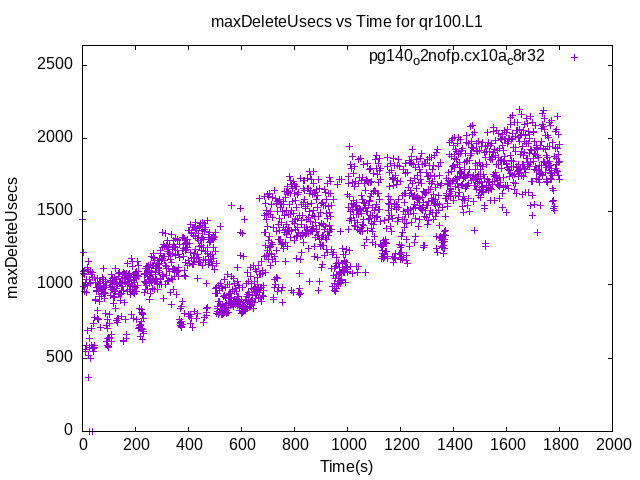 maxDeleteUsecs vs Time for qr100.L1
pg140o2nofp.cx10ac8r32
2500
2000
1500
1000
500
0
maxDeleteUsecs
0 200 400 600 800 1000 1200 1400 1600 1800 2000
Time(s)